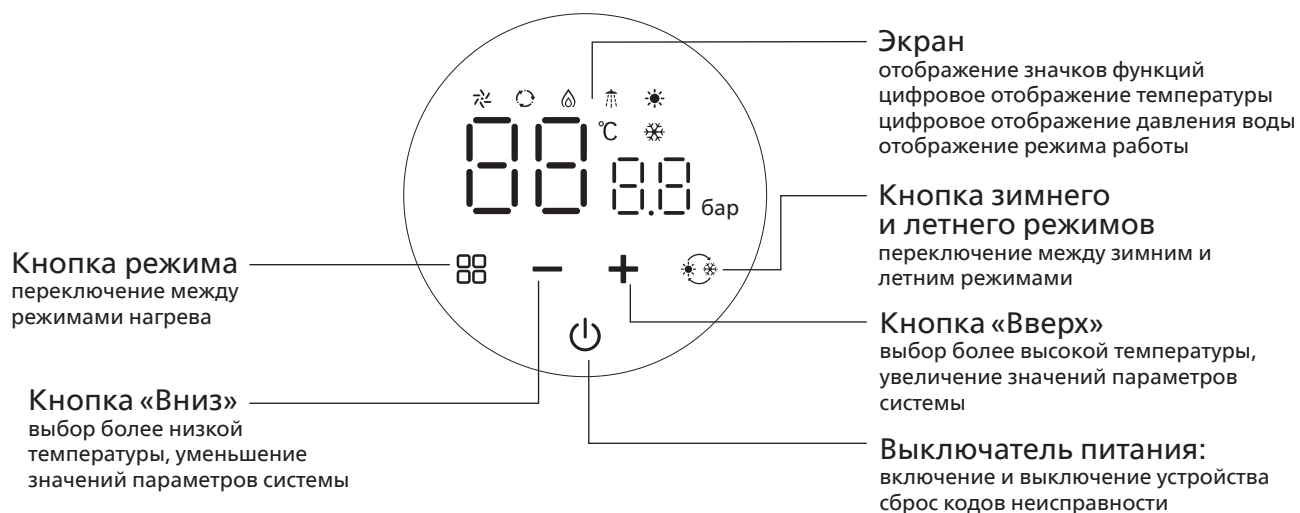 Экран
отображение значков функций
цифровое отображение температуры
цифровое отображение давления воды
отображение режима работы
88
°C
8.8
бар
Кнопка зимнего
и летнего режимов
переключение между зимним и
летним режимами
Кнопка режима
переключение между
режимами нагрева
Кнопка «Вверх»
выбор более высокой температуры,
увеличение значений параметров
системы
Кнопка «Вниз»
выбор более низкой
температуры, уменьшение
значений параметров системы
Выключатель питания:
включение и выключение устройства
сброс кодов неисправности